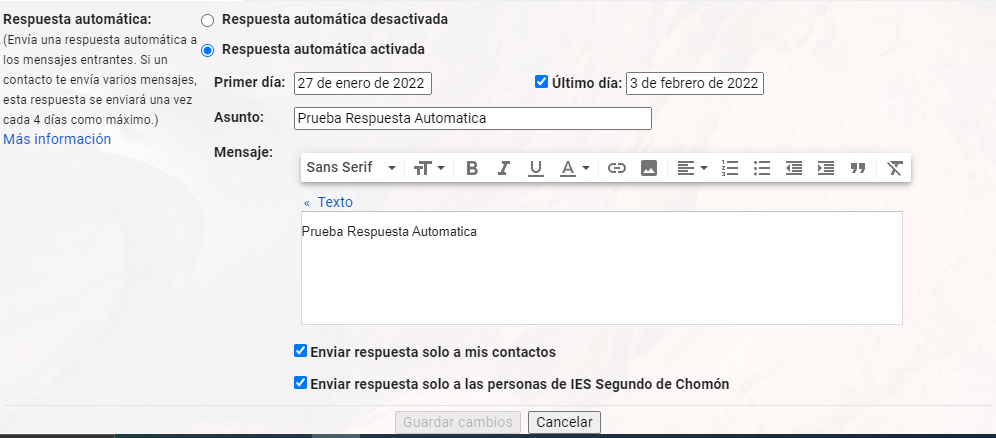 Respuesta automática:
(Envía una respuesta automática a
los mensajes entrantes. Si un
contacto te envía varios mensajes,
esta respuesta se enviará una vez
cada 4 días como máximo.)
Más información
Respuesta automática desactivada
Respuesta automática activada
Primer día: 27 de enero de 2022 Último día: 3 de febrero de 2022
Asunto: Prueba Respuesta Automatica
Mensaje:
Sans Serif
« Texto
Prueba Respuesta Automatica
Enviar respuesta solo a mis contactos
Enviar respuesta solo a las personas de IES Segundo de Chomón
Guardar cambios Cancelar